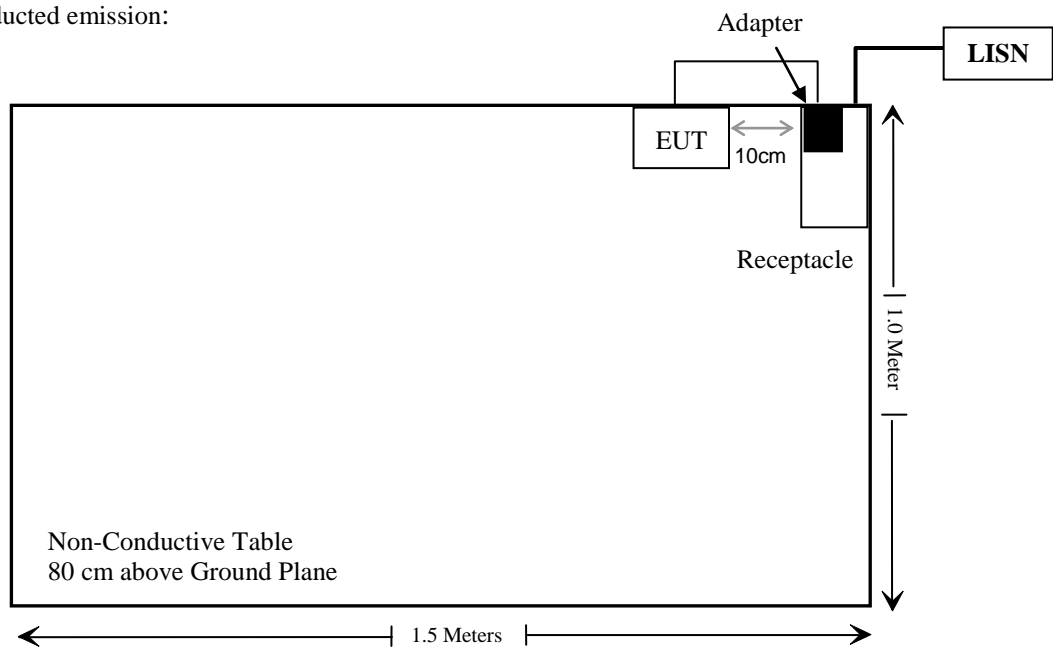 ducted emission:
Adapter
LISN
EUT
10cm
Receptacle
1.0 Meter
Non-Conductive Table
80 cm above Ground Plane
1.5 Meters